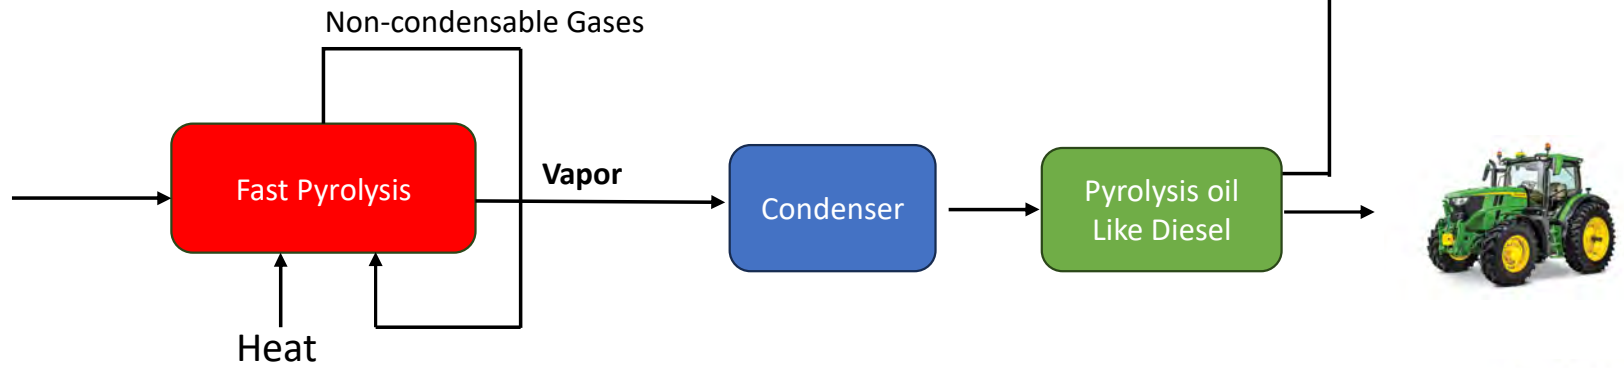 Non-condensable Gases
Fast Pyrolysis
Vapor
Condenser
Pyrolysis oil
Like Diesel
Heat